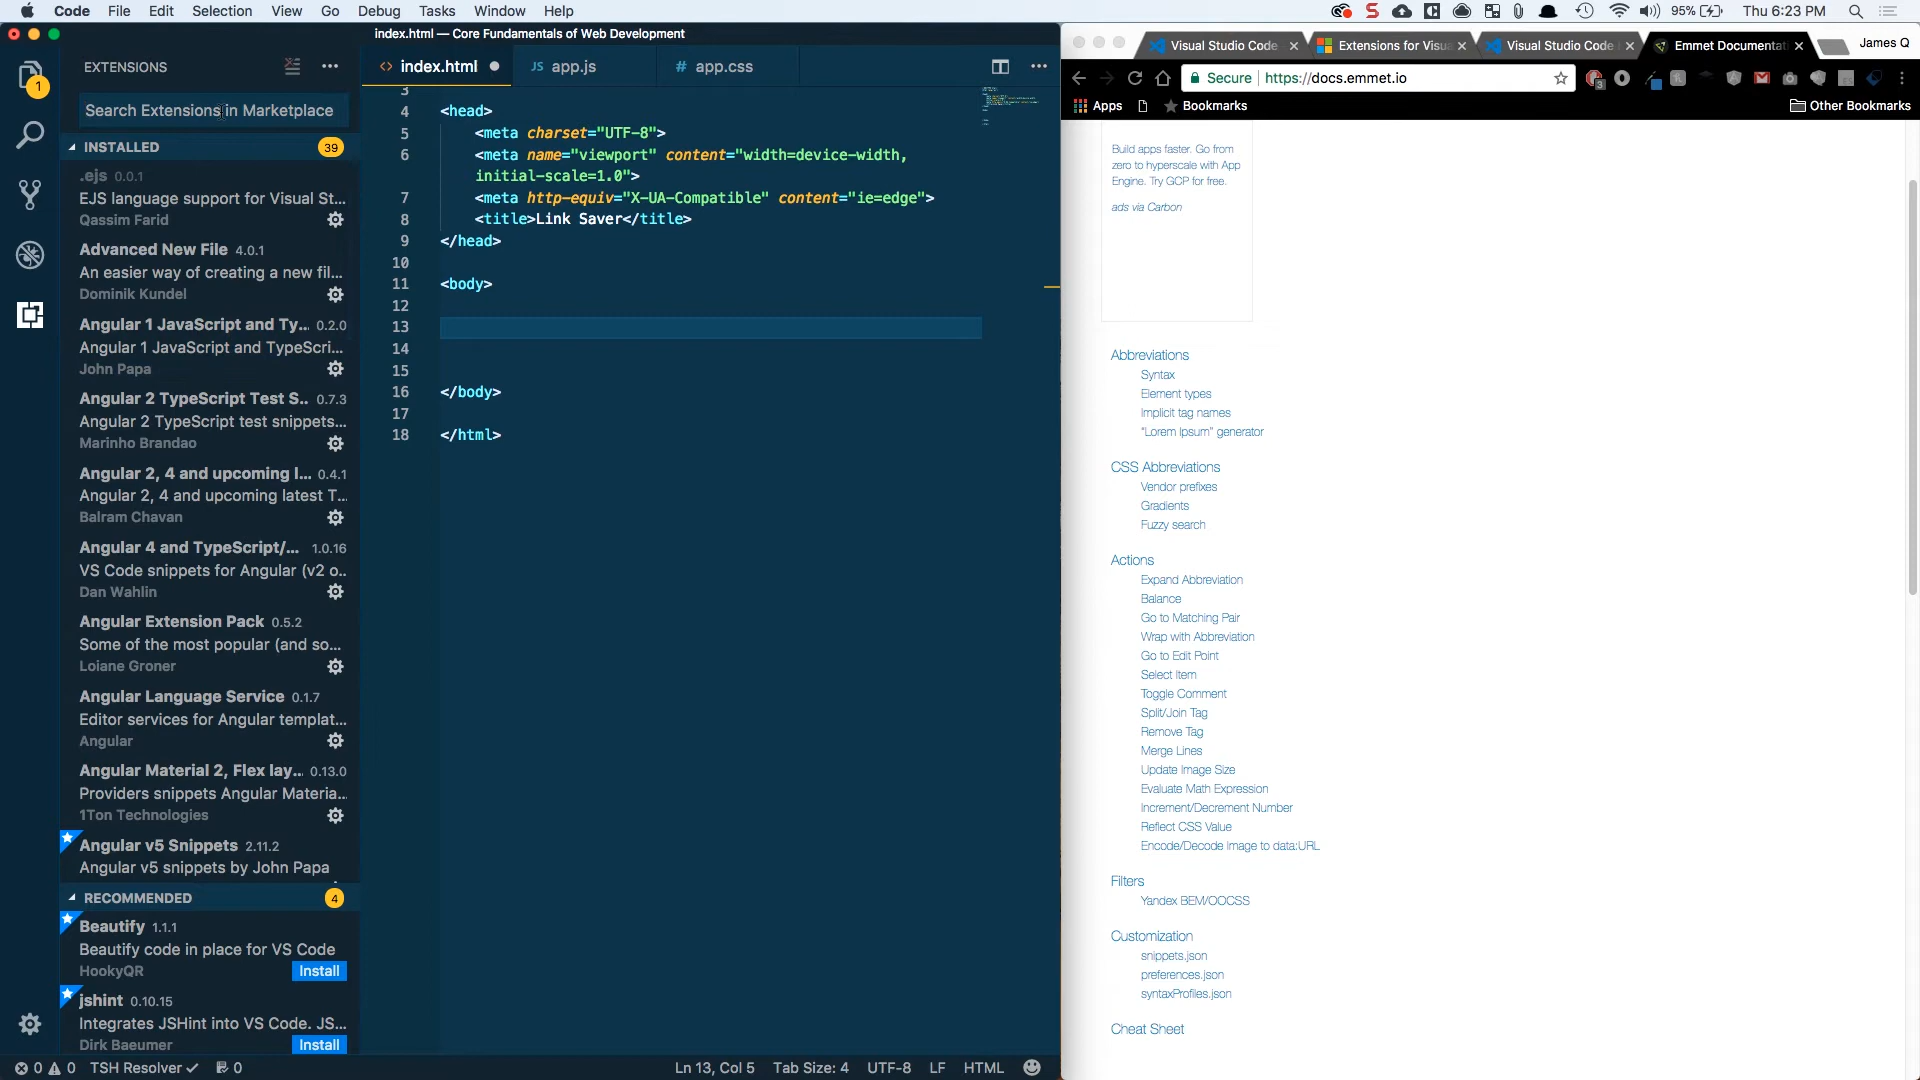 Code File Edit Selection View Go Debug Tasks Window Help
95% Thu 6:23 PM
index.html — Core Fundamentals of Web Development
EXTENSIONS
Search Extensions in Marketplace
INSTALLED 39
.ejs 0.0.1
EJS language support for Visual St...
Qassim Farid
Advanced New File 4.0.1
An easier way of creating a new fil...
Dominik Kundel
Angular 1 JavaScript and Ty... 0.2.0
Angular 1 JavaScript and TypeScri...
John Papa
Angular 2 TypeScript Test S.. 0.7.3
Angular 2 TypeScript test snippets...
Marinho Brandao
Angular 2, 4 and upcoming l... 0.4.1
Angular 2, 4 and upcoming latest T...
Balram Chavan
Angular 4 and TypeScript/... 1.0.16
VS Code snippets for Angular (v2 o..
Dan Wahlin
Angular Extension Pack 0.5.2
Some of the most popular (and so...
Loiane Groner
Angular Language Service 0.1.7
Editor services for Angular templat...
Angular
Angular Material 2, Flex lay... 0.13.0
Providers snippets Angular Materia...
1Ton Technologies
Angular v5 Snippets 2.11.2
Angular v5 snippets by John Papa
RECOMMENDED 4
Beautify 1.1.1
Beautify code in place for VS Code
HookyQR Install
jshint 0.10.15
Integrates JSHint into VS Code. JS...
Dirk Baeumer Install
1
<> index.html JS app.js # app.css
3
4 <head>
5 <meta charset="UTF-8">
6 <meta name="viewport" content="width=device-width,
initial-scale=1.0">
7 <meta http-equiv="X-UA-Compatible" content="ie=edge">
8 <title>Link Saver</title>
9 </head>
10
11 <body>
12
13
14
15
16 </body>
17
18 </html>
0 0 TSH Resolver 0 Ln 13, Col 5 Tab Size: 4 UTF-8 LF HTML
Visual Studio Code Extensions for Visua Visual Studio Code Emmet Documentati James Q
Secure https://docs.emmet.io 3
Apps Bookmarks Other Bookmarks
Build apps faster. Go from
zero to hyperscale with App
Engine. Try GCP for free.
ads via Carbon
Abbreviations
Syntax
Element types
Implicit tag names
"Lorem Ipsum" generator
CSS Abbreviations
Vendor prefixes
Gradients
Fuzzy search
Actions
Expand Abbreviation
Balance
Go to Matching Pair
Wrap with Abbreviation
Go to Edit Point
Select Item
Toggle Comment
Split/Join Tag
Remove Tag
Merge Lines
Update Image Size
Evaluate Math Expression
Increment/Decrement Number
Reflect CSS Value
Encode/Decode Image to data:URL
Filters
Yandex BEM/OOCSS
Customization
snippets.json
preferences.json
syntaxProfiles.json
Cheat Sheet